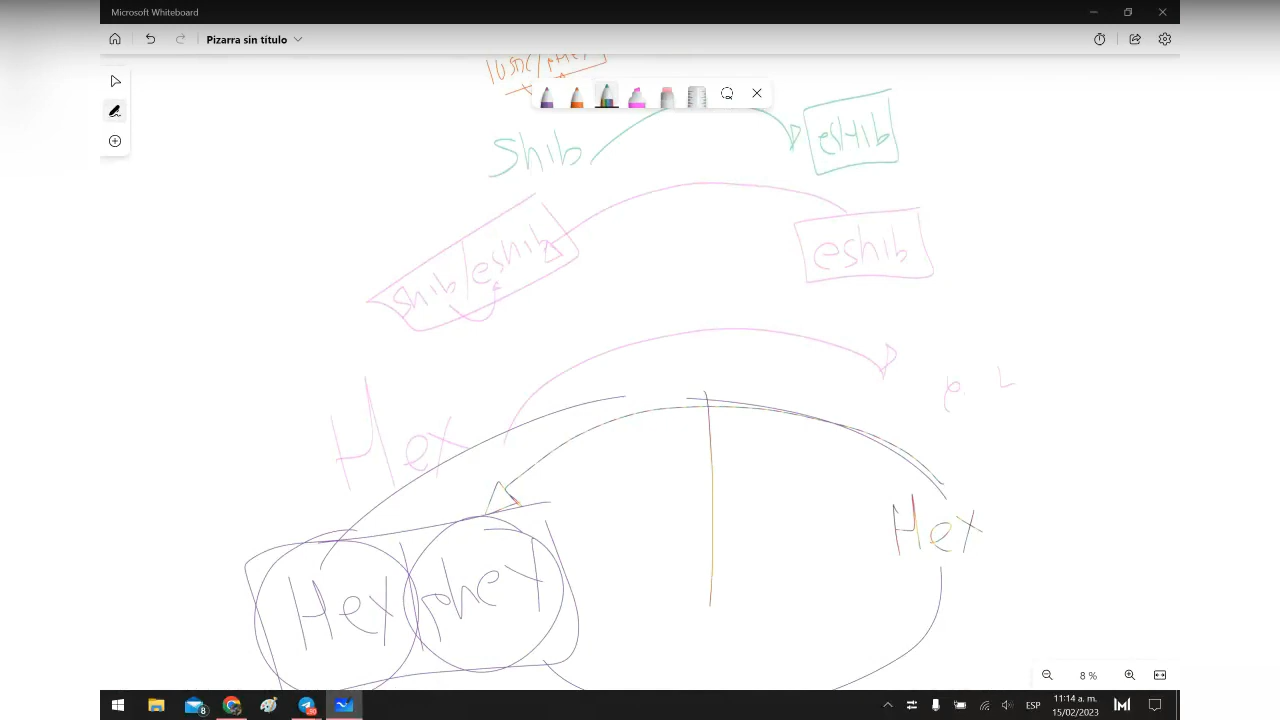 Microsoft Whiteboard
Pizarra sin título
Shib
eshib
shib/eshib
eshib
Hex
Hex
Hex phex
8 %
8
ESP
11:14 a. m.
15/02/2023